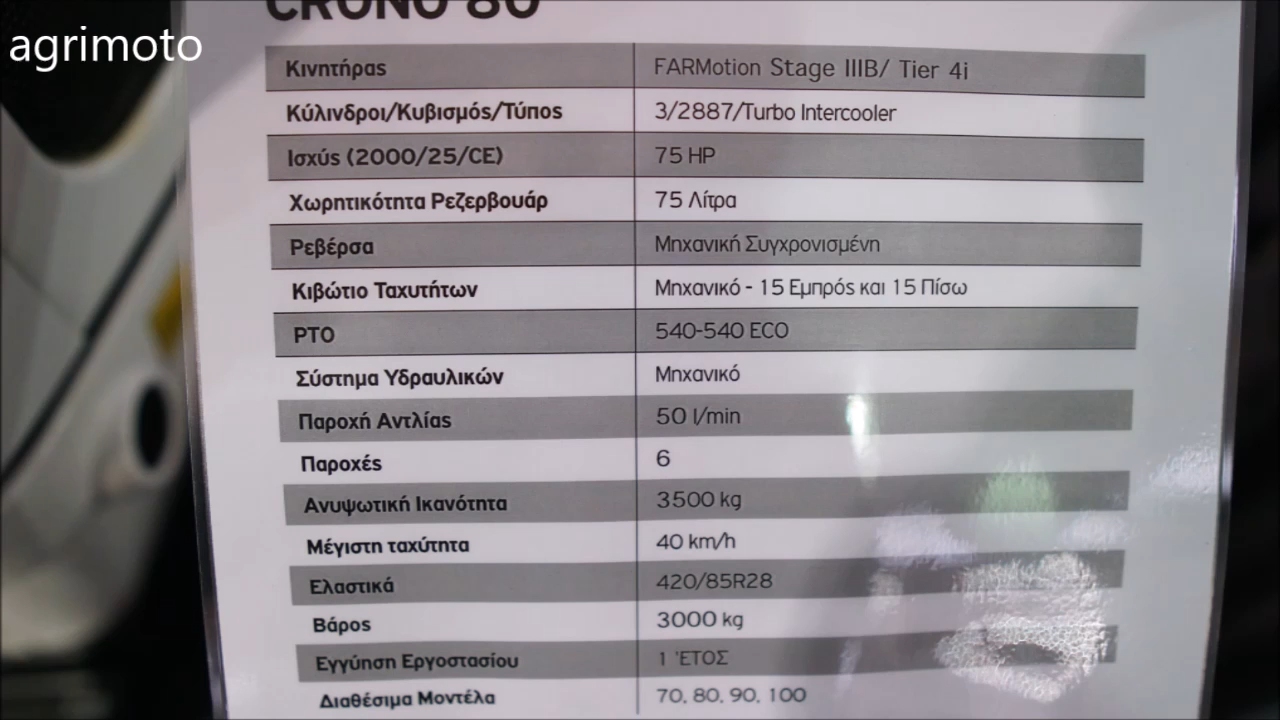 CRONO 80
agrimoto
Κινητήρας FARMotion Stage IIIB/ Tier 4i
Κύλινδροι/Κυβισμός/Τύπος 3/2887/Turbo Intercooler
Ισχύς (2000/25/CE) 75 HP
Χωρητικότητα Ρεζερβουάρ 75 Λίτρα
Ρεβέρσα Μηχανική Συγχρονισμένη
Κιβώτιο Ταχυτήτων Μηχανικό - 15 Εμπρός και 15 Πίσω
PTO 540-540 ECO
Σύστημα Υδραυλικών Μηχανικό
Παροχή Αντλίας 50 l/min
Παροχές 6
Ανυψωτική Ικανότητα 3500 kg
Μέγιστη ταχύτητα 40 km/h
Ελαστικά 420/85R28
Βάρος 3000 kg
Εγγύηση Εργοστασίου 1 'ΕΤΟΣ
Διαθέσιμα Μοντέλα 70, 80, 90, 100